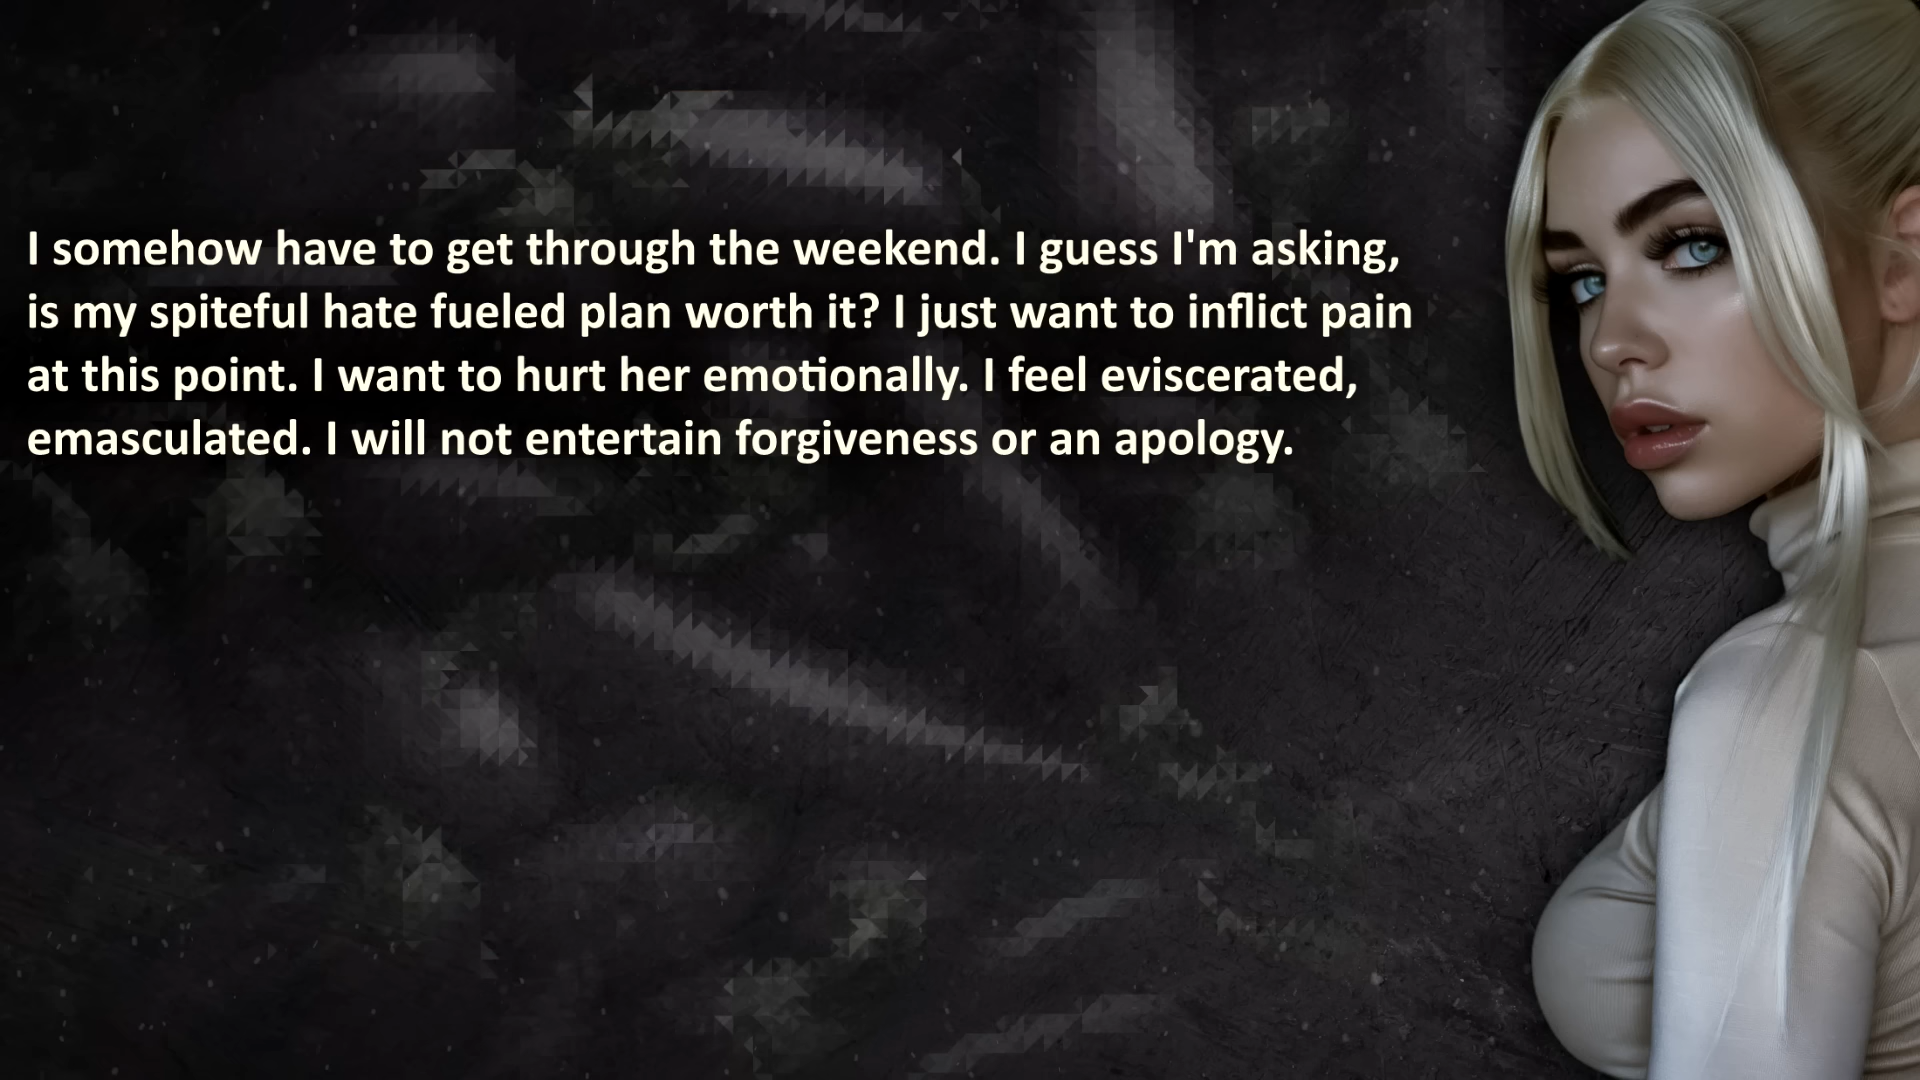 I somehow have to get through the weekend. I guess I'm asking,
is my spiteful hate fueled plan worth it? I just want to inflict pain
at this point. I want to hurt her emotionally. I feel eviscerated,
emasculated. I will not entertain forgiveness or an apology.